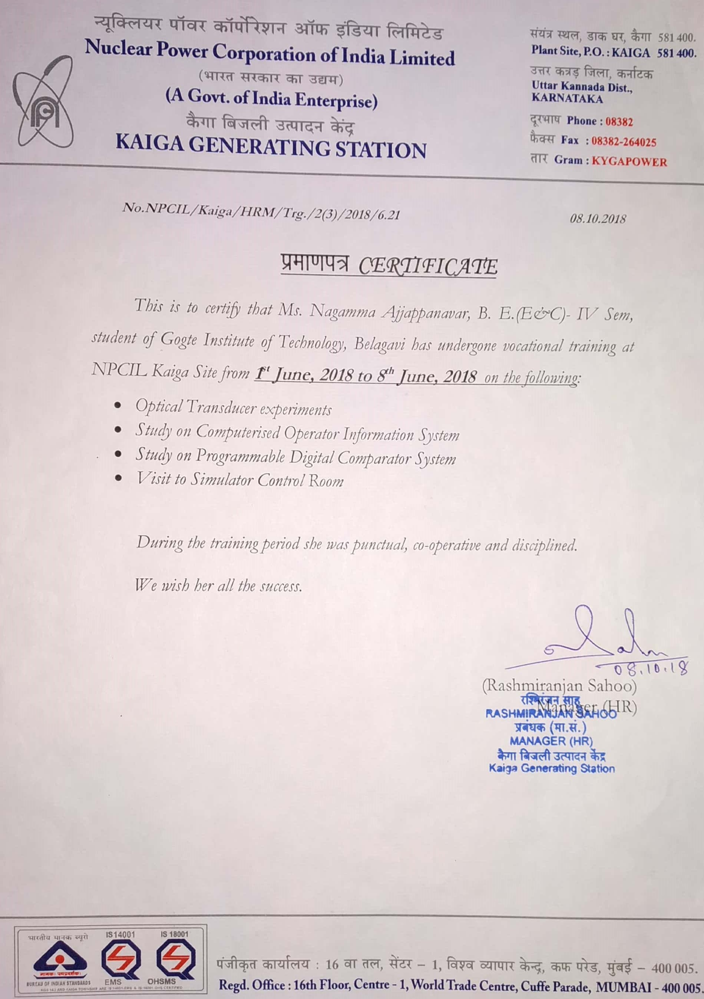 न्यूक्लियर पॉवर कॉर्पोरेशन ऑफ इंडिया लिमिटेड
Nuclear Power Corporation of India Limited
(भारत सरकार का उद्यम)
(A Govt. of India Enterprise)
कैगा बिजली उत्पादन केंद्र
KAIGA GENERATING STATION
संयंत्र स्थल, डाक घर, कैगा 581 400.
Plant Site, P.O. : KAIGA 581 400.
उत्तर कन्नड़ जिला, कर्नाटक
Uttar Kannada Dist.,
KARNATAKA
दूरभाष Phone : 08382
फैक्स Fax : 08382-264025
तार Gram : KYGAPOWER
No.NPCIL/Kaiga/HRM/Trg./2(3)/2018/6.21
08.10.2018
प्रमाणपत्र CERTIFICATE
This is to certify that Ms. Nagamma Ajjappanavar, B. E.(E&C)- IV Sem,
student of Gogte Institute of Technology, Belagavi has undergone vocational training at
NPCIL Kaiga Site from 1st June, 2018 to 8th June, 2018 on the following:
• Optical Transducer experiments
• Study on Computerised Operator Information System
• Study on Programmable Digital Comparator System
• Visit to Simulator Control Room
During the training period she was punctual, co-operative and disciplined.
We wish her all the success.
08.10.18
(Rashmiranjan Sahoo)
Manager (HR)
रश्मिरंजन साहू
RASHMIRANJAN SAHOO
प्रबंधक (मा.सं.)
MANAGER (HR)
कैगा बिजली उत्पादन केंद्र
Kaiga Generating Station
भारतीय मानक ब्यूरो
IS14001
IS 18001
मानकः पथप्रदर्शकः
BUREAU OF INDIAN STANDARDS
EMS
OHSMS
पंजीकृत कार्यालय : 16 वा तल, सेंटर – 1, विश्व व्यापार केन्द्र, कफ परेड, मुंबई – 400 005.
Regd. Office : 16th Floor, Centre - 1, World Trade Centre, Cuffe Parade, MUMBAI - 400 005.